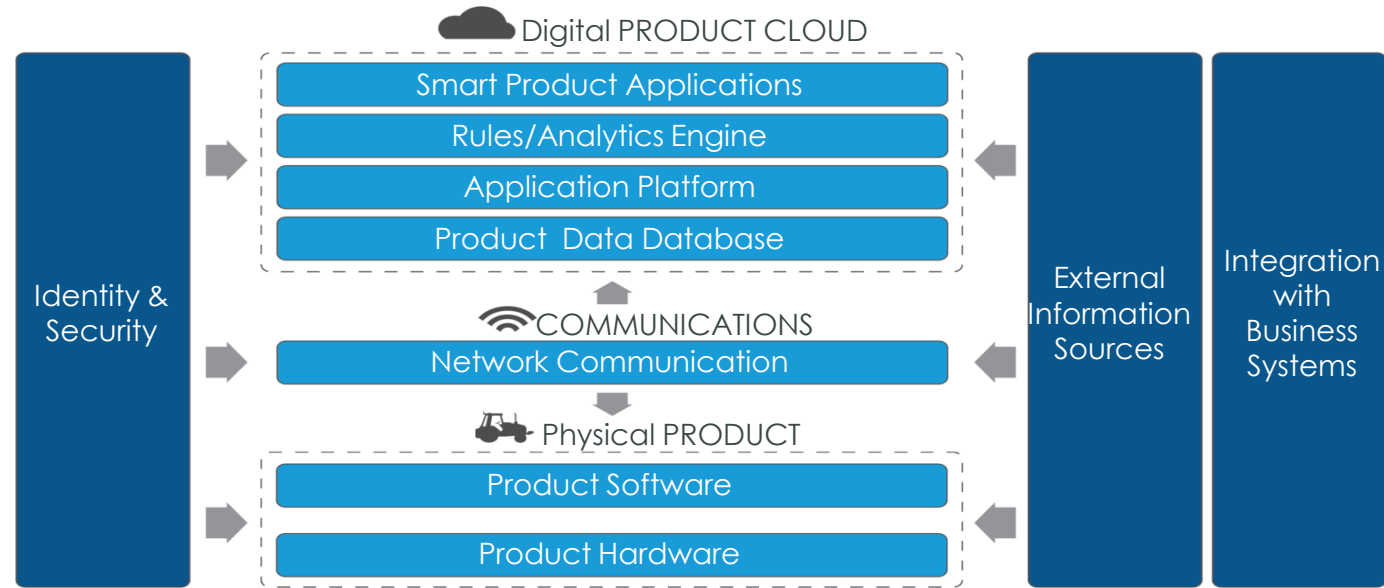 Digital PRODUCT CLOUD
Smart Product Applications
Rules/Analytics Engine
Application Platform
Product Data Database
Identity &
Security
COMMUNICATIONS
Network Communication
Physical PRODUCT
Product Software
Product Hardware
External
Information
Sources
Integration
with
Business
Systems